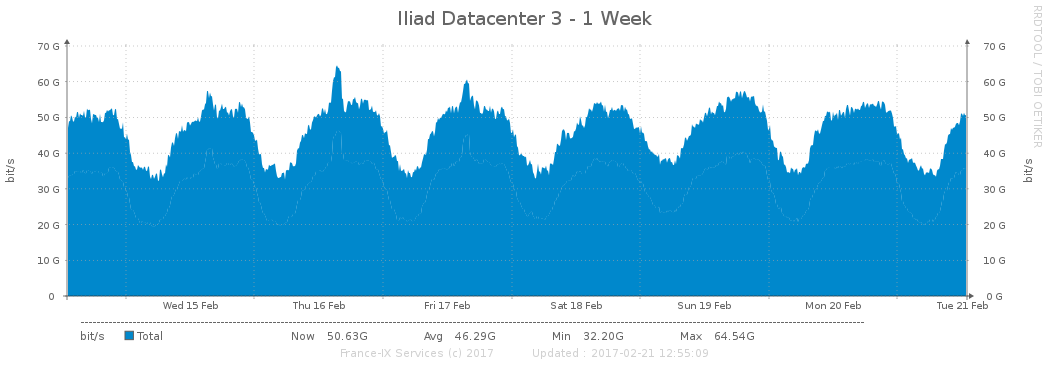 Iliad Datacenter 3 - 1 Week
RRDTOOL / TOBI OETIKER
70 G 70 G
60 G 60 G
50 G 50 G
40 G 40 G
30 G 30 G
20 G 20 G
10 G 10 G
0 0 G
bit/s
bit/s
Wed 15 Feb Thu 16 Feb Fri 17 Feb Sat 18 Feb Sun 19 Feb Mon 20 Feb Tue 21 Feb
bit/s Total Now 50.63G Avg 46.29G Min 32.20G Max 64.54G
France-IX Services (c) 2017 Updated : 2017-02-21 12:55:09